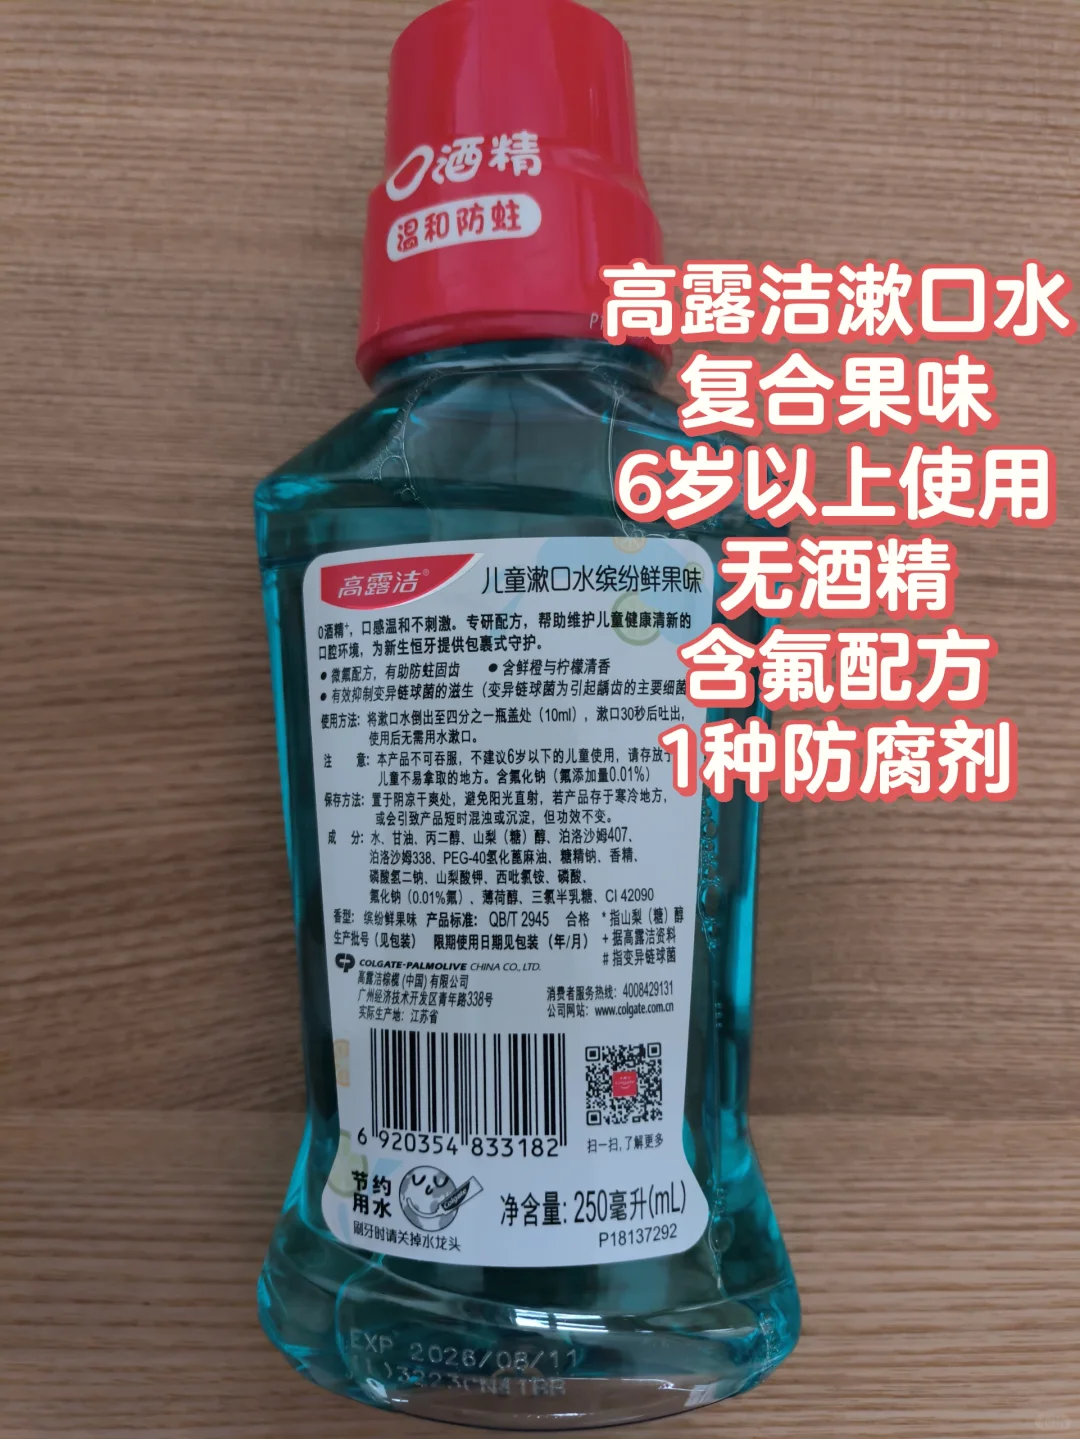 0酒精
温和防蛀
高露洁漱口水
复合果味
6岁以上使用
无酒精
含氟配方
1种防腐剂
高露洁®
儿童漱口水缤纷鲜果味
0酒精+，口感温和不刺激。专研配方，帮助维护儿童健康清新的
口腔环境，为新生恒牙提供包裹式守护。
●微氟配方，有助防蛀固齿 ●含鲜橙与柠檬清香
●有效抑制变异链球菌的滋生（变异链球菌为引起龋齿的主要细菌
使用方法：将漱口水倒出至四分之一瓶盖处（10ml），漱口30秒后吐出，
使用后无需用水漱口。
注 意：本产品不可吞服，不建议6岁以下的儿童使用，请存放于
儿童不易拿取的地方。含氟化钠（氟添加量0.01%）
保存方法：置于阴凉干爽处，避免阳光直射，若产品存于寒冷地方，
或会引致产品短时混浊或沉淀，但功效不变。
成 分：水、甘油、丙二醇、山梨（糖）醇、泊洛沙姆407、
泊洛沙姆338、PEG-40氢化蓖麻油、糖精钠、香精、
磷酸氢二钠、山梨酸钾、西吡氯铵、磷酸、
氟化钠（0.01%氟）、薄荷醇、三氯半乳糖、CI 42090
香型：缤纷鲜果味 产品标准：QB/T 2945 合格 *指山梨（糖）醇
生产批号（见包装） 限期使用日期见包装（年/月） +据高露洁资料
#指变异链球菌
COLGATE-PALMOLIVE CHINA CO., LTD.
高露洁棕榄(中国)有限公司
广州经济技术开发区青年路338号
实际生产地：江苏省
消费者服务热线：4008429131
公司网站：www.colgate.com.cn
6 920354 833182
扫一扫,了解更多
节约
用水
Colgate
刷牙时请关掉水龙头
净含量: 250毫升(mL)
P18137292
EXP 2026/08/11